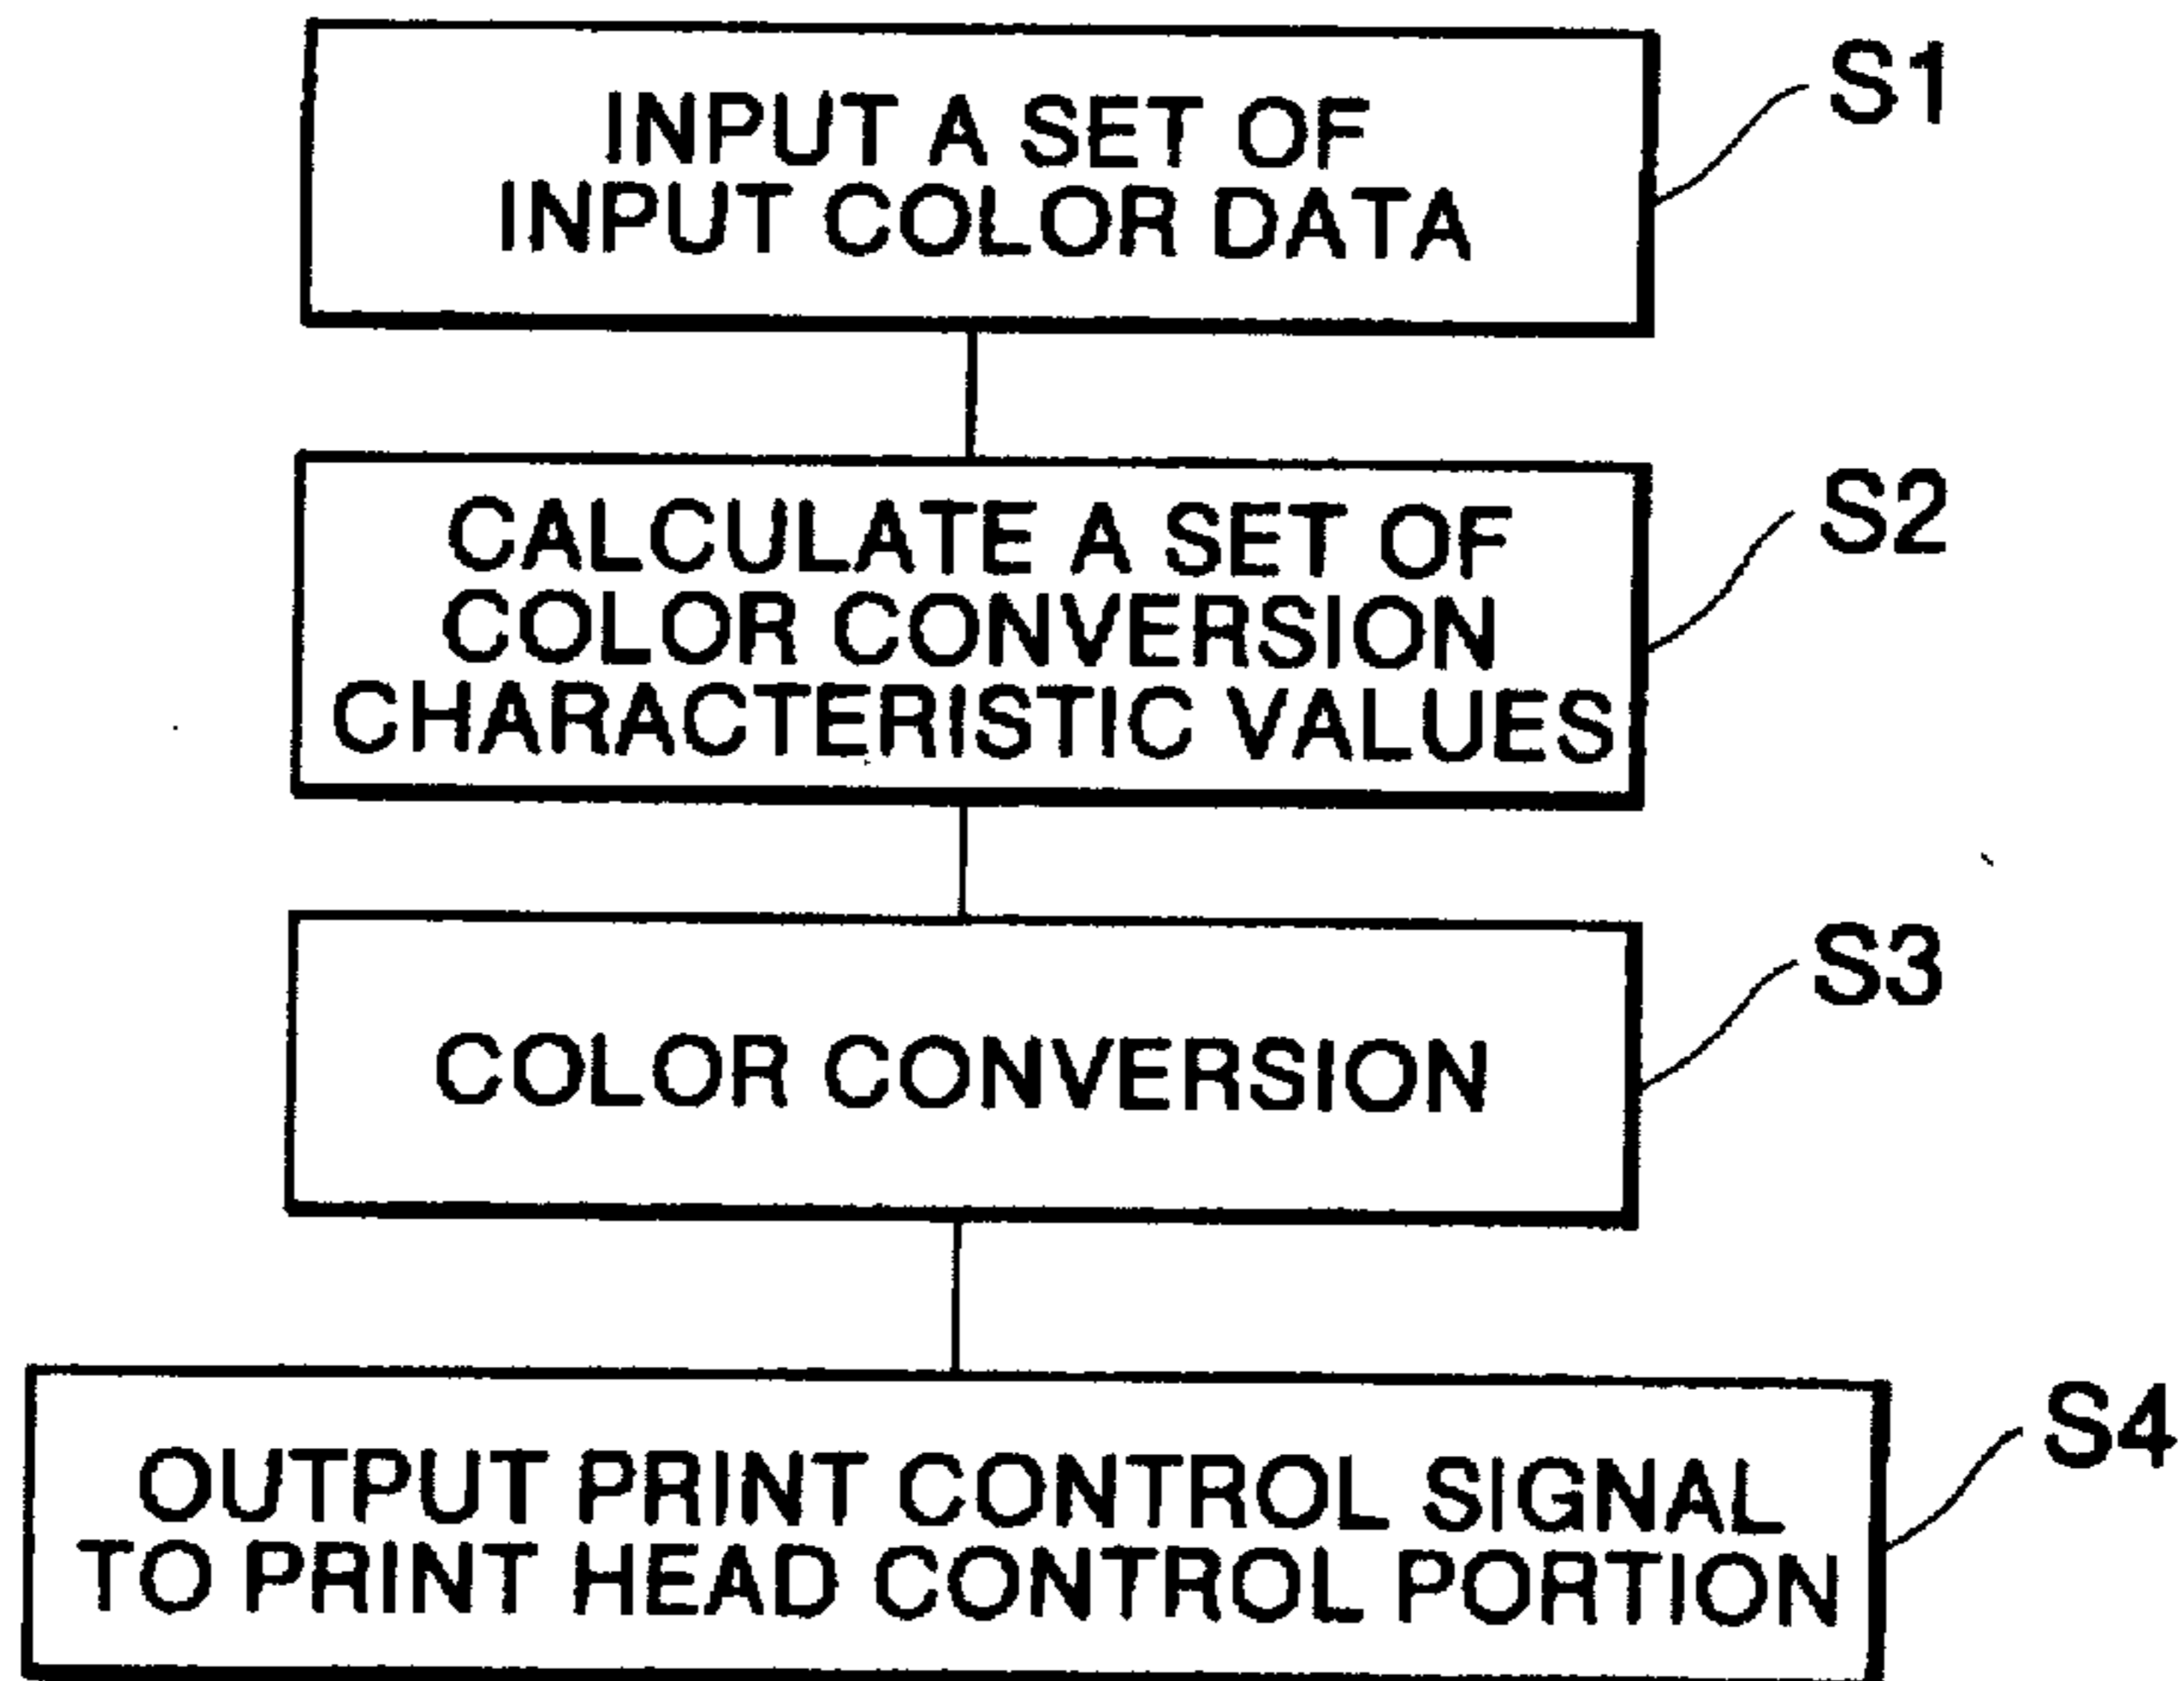 INPUT A SET OF
INPUT COLOR DATA
S1
CALCULATE A SET OF
COLOR CONVERSION
CHARACTERISTIC VALUES
S2
COLOR CONVERSION
S3
OUTPUT PRINT CONTROL SIGNAL
TO PRINT HEAD CONTROL PORTION
S4